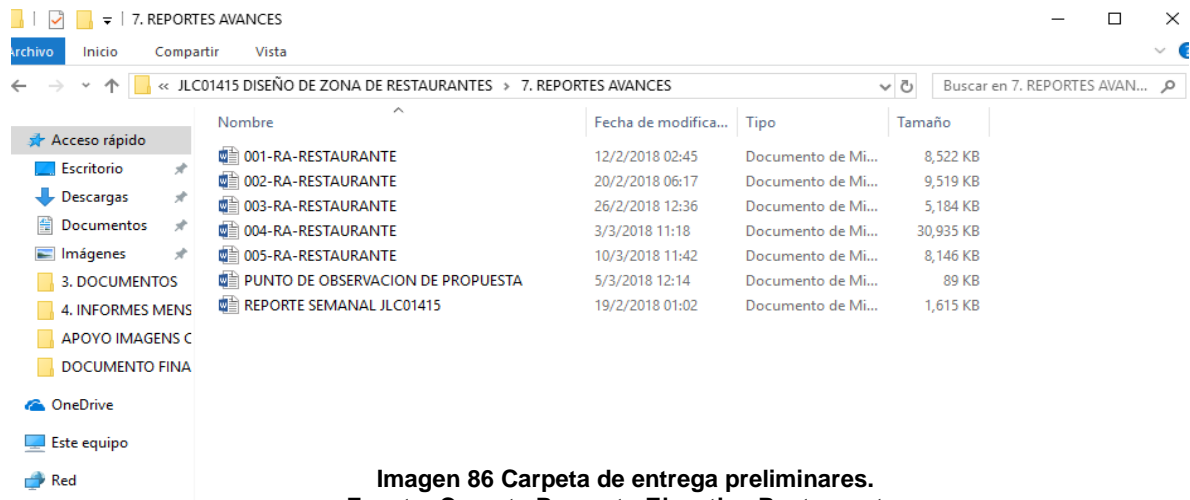 7. REPORTES AVANCES
Archivo Inicio Compartir Vista
« JLC01415 DISEÑO DE ZONA DE RESTAURANTES > 7. REPORTES AVANCES Buscar en 7. REPORTES AVAN...
Nombre Fecha de modifica... Tipo Tamaño
Acceso rápido
Escritorio
Descargas
Documentos
Imágenes
3. DOCUMENTOS
4. INFORMES MENS
APOYO IMAGENS C
DOCUMENTO FINA
OneDrive
Este equipo
Red
001-RA-RESTAURANTE 12/2/2018 02:45 Documento de Mi... 8,522 KB
002-RA-RESTAURANTE 20/2/2018 06:17 Documento de Mi... 9,519 KB
003-RA-RESTAURANTE 26/2/2018 12:36 Documento de Mi... 5,184 KB
004-RA-RESTAURANTE 3/3/2018 11:18 Documento de Mi... 30,935 KB
005-RA-RESTAURANTE 10/3/2018 11:42 Documento de Mi... 8,146 KB
PUNTO DE OBSERVACION DE PROPUESTA 5/3/2018 12:14 Documento de Mi... 89 KB
REPORTE SEMANAL JLC01415 19/2/2018 01:02 Documento de Mi... 1,615 KB
Imagen 86 Carpeta de entrega preliminares.